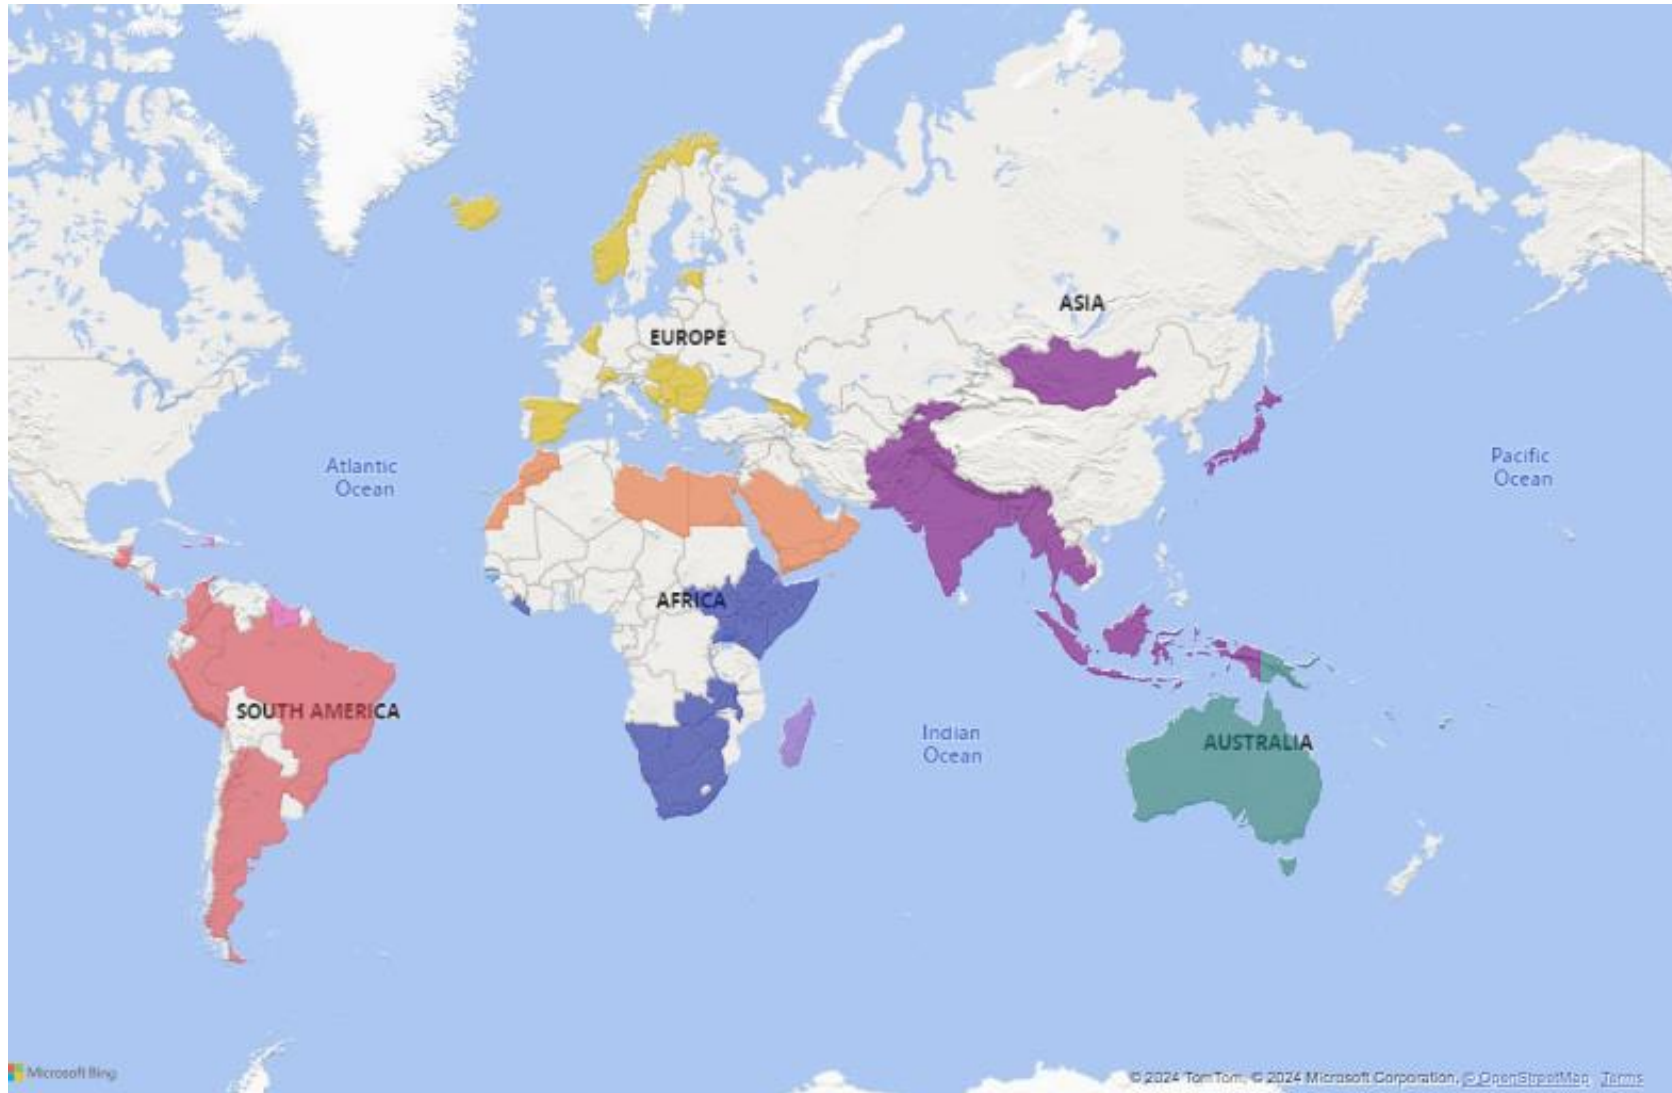 ASIA
EUROPE
Atlantic
Ocean
Pacific
Ocean
AFRICA
SOUTH AMERICA
Indian
Ocean
AUSTRALIA
Microsoft Bing
© 2024 TomTom, © 2024 Microsoft Corporation, © OpenStreetMap Terms